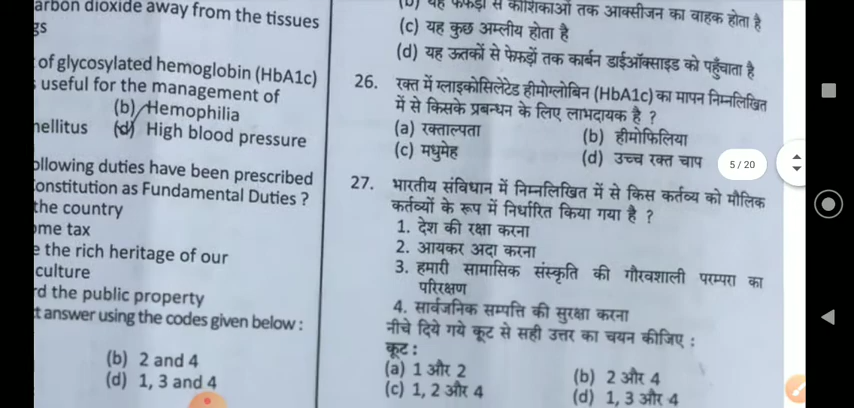 arbon dioxide away from the tissues
gs
of glycosylated hemoglobin (HbA1c)
useful for the management of
(b) Hemophilia
nellitus (d) High blood pressure
ollowing duties have been prescribed
Constitution as Fundamental Duties ?
the country
ome tax
e the rich heritage of our
culture
rd the public property
t answer using the codes given below :
(b) 2 and 4
(d) 1, 3 and 4
(b) यह फेफड़ों से कोशिकाओं तक आक्सीजन का वाहक होता है
(c) यह कुछ अम्लीय होता है
(d) यह ऊतकों से फेफड़ों तक कार्बन डाईऑक्साइड को पहुँचाता है
26. रक्त में ग्लाइकोसिलेटेड हीमोग्लोबिन (HbA1c) का मापन निम्नलिखित
में से किसके प्रबन्धन के लिए लाभदायक है ?
(a) रक्ताल्पता (b) हीमोफिलिया
(c) मधुमेह (d) उच्च रक्त चाप
5 / 20
27. भारतीय संविधान में निम्नलिखित में से किस कर्तव्य को मौलिक
कर्तव्यों के रूप में निर्धारित किया गया है ?
1. देश की रक्षा करना
2. आयकर अदा करना
3. हमारी सामासिक संस्कृति की गौरवशाली परम्परा का
परिरक्षण
4. सार्वजनिक सम्पत्ति की सुरक्षा करना
नीचे दिये गये कूट से सही उत्तर का चयन कीजिए :
कूट :
(a) 1 और 2 (b) 2 और 4
(c) 1, 2 और 4 (d) 1, 3 और 4